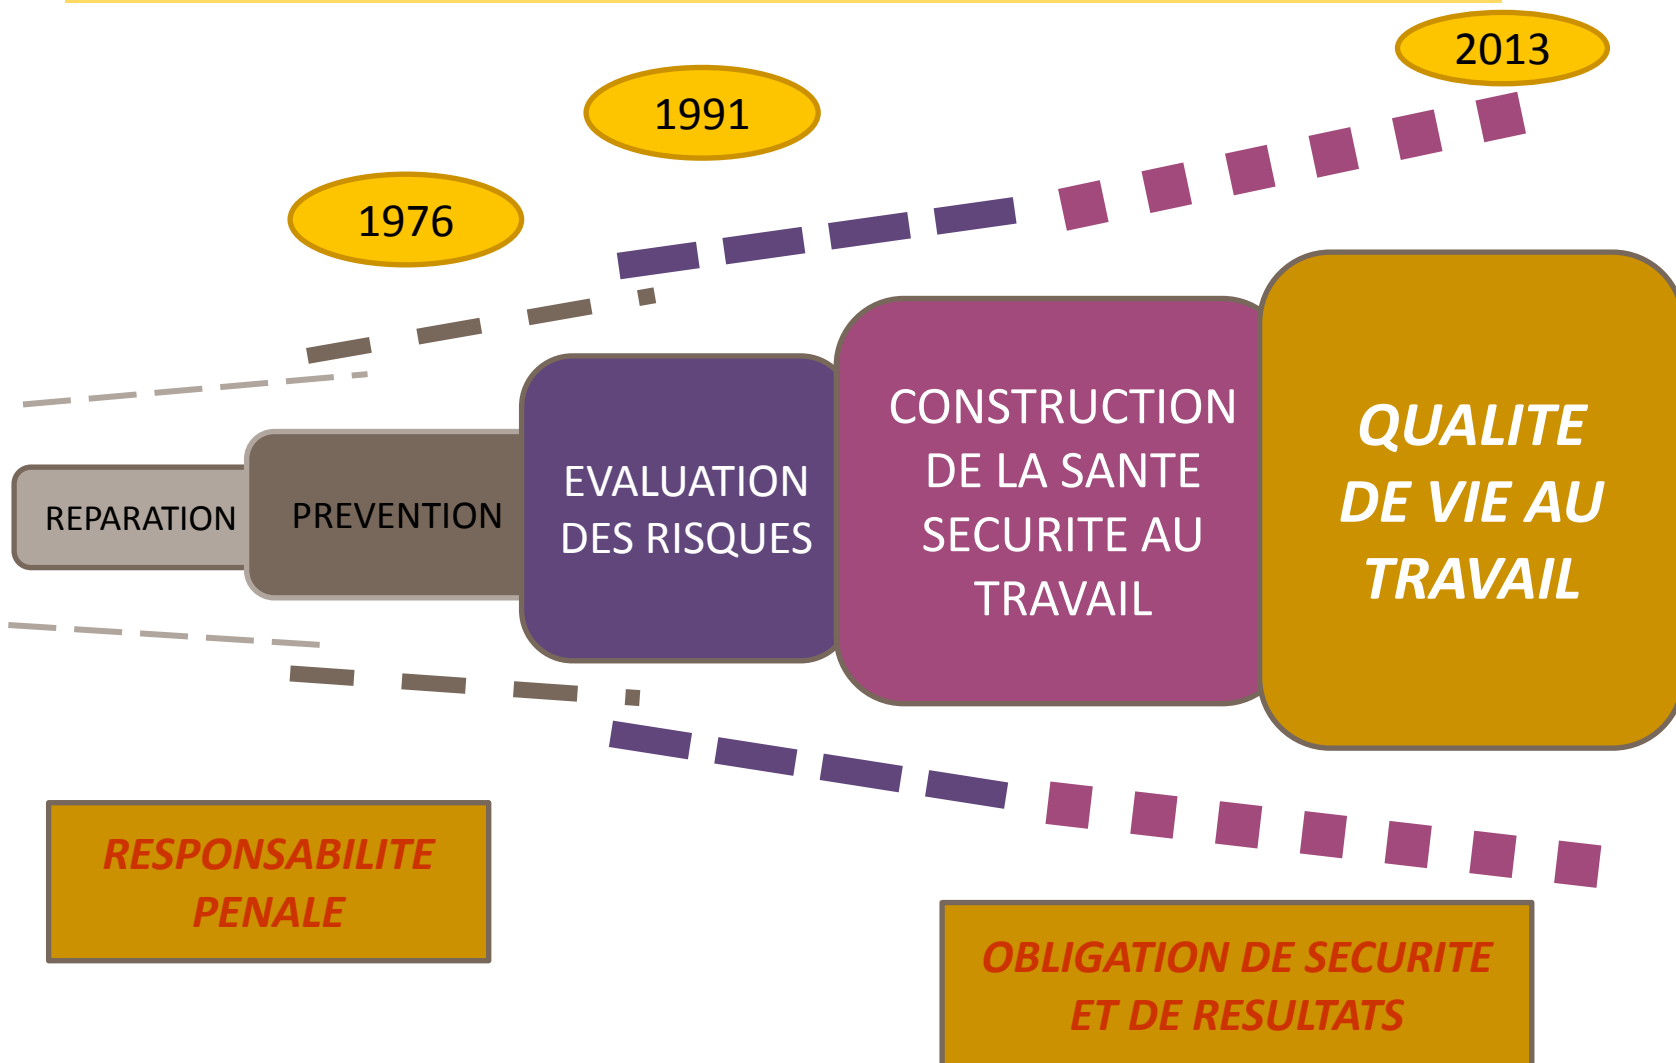 2013
1991
1976
REPARATION
PREVENTION
EVALUATION
DES RISQUES
CONSTRUCTION
DE LA SANTE
SECURITE AU
TRAVAIL
QUALITE
DE VIE AU
TRAVAIL
RESPONSABILITE
PENALE
OBLIGATION DE SECURITE
ET DE RESULTATS